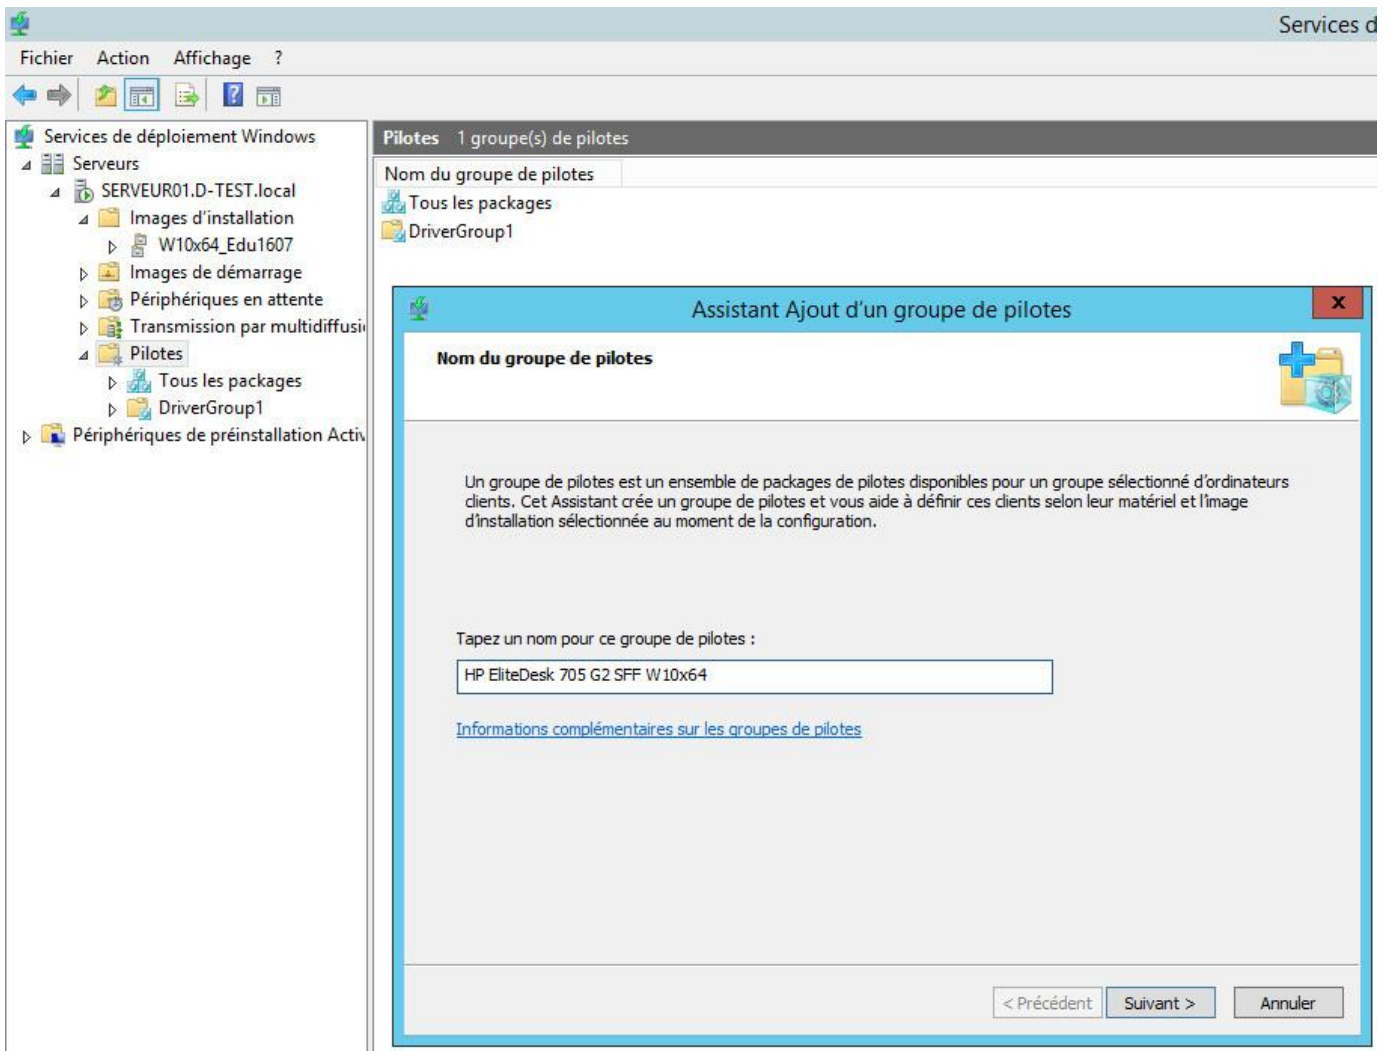 Services d
Fichier Action Affichage ?
Services de déploiement Windows
Serveurs
SERVEUR01.D-TEST.local
Images d'installation
W10x64_Edu1607
Images de démarrage
Périphériques en attente
Transmission par multidiffusi
Pilotes
Tous les packages
DriverGroup1
Périphériques de préinstallation Activ
Pilotes 1 groupe(s) de pilotes
Nom du groupe de pilotes
Tous les packages
DriverGroup1
Assistant Ajout d'un groupe de pilotes
x
Nom du groupe de pilotes
Un groupe de pilotes est un ensemble de packages de pilotes disponibles pour un groupe sélectionné d'ordinateurs
clients. Cet Assistant crée un groupe de pilotes et vous aide à définir ces clients selon leur matériel et l'image
d'installation sélectionnée au moment de la configuration.
Tapez un nom pour ce groupe de pilotes :
HP EliteDesk 705 G2 SFF W10x64
Informations complémentaires sur les groupes de pilotes
< Précédent Suivant > Annuler